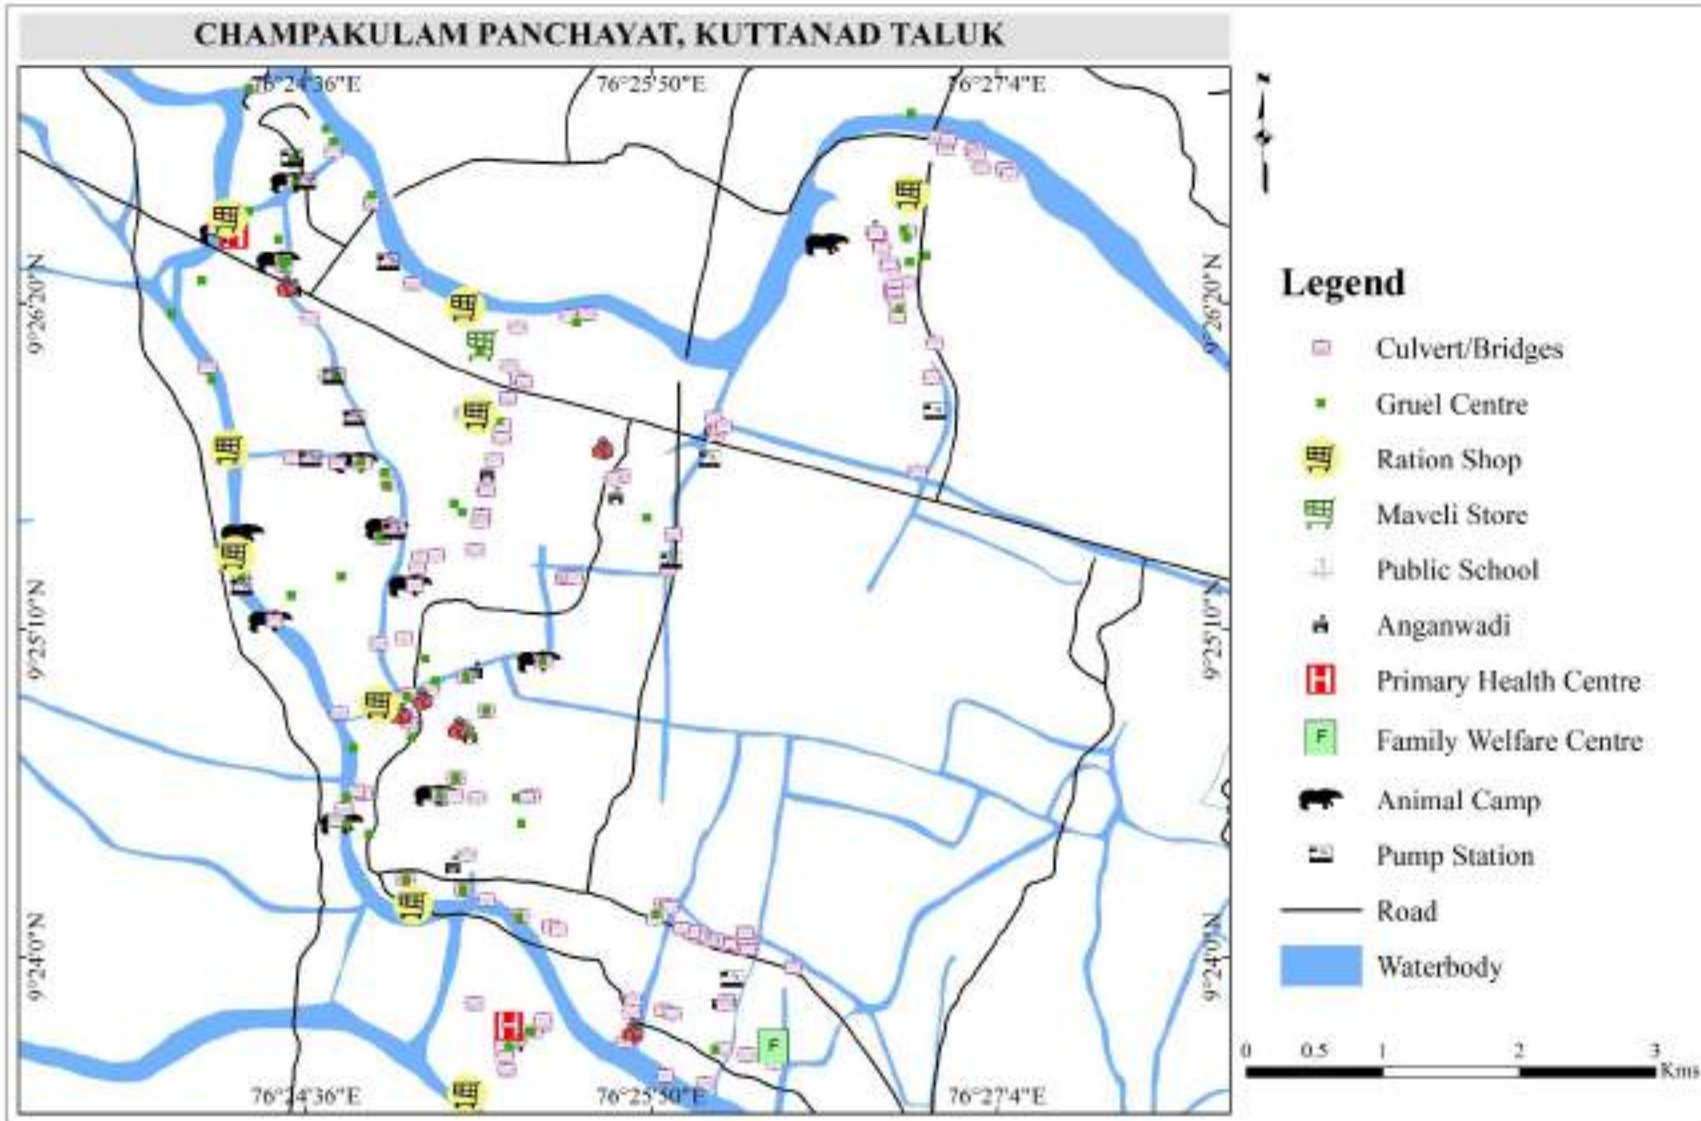 CHAMPAKULAM PANCHAYAT, KUTTANAD TALUK
76°24'36"E 76°25'50"E 76°27'4"E
N
9°26'20"N 9°26'20"N
9°25'10"N 9°25'10"N
9°24'0"N 9°24'0"N
H
H
F
76°24'36"E 76°25'50"E 76°27'4"E
Legend
Culvert/Bridges
Gruel Centre
Ration Shop
Maveli Store
Public School
Anganwadi
H Primary Health Centre
F Family Welfare Centre
Animal Camp
Pump Station
Road
Waterbody
0 0.5 1 2 3
Kms